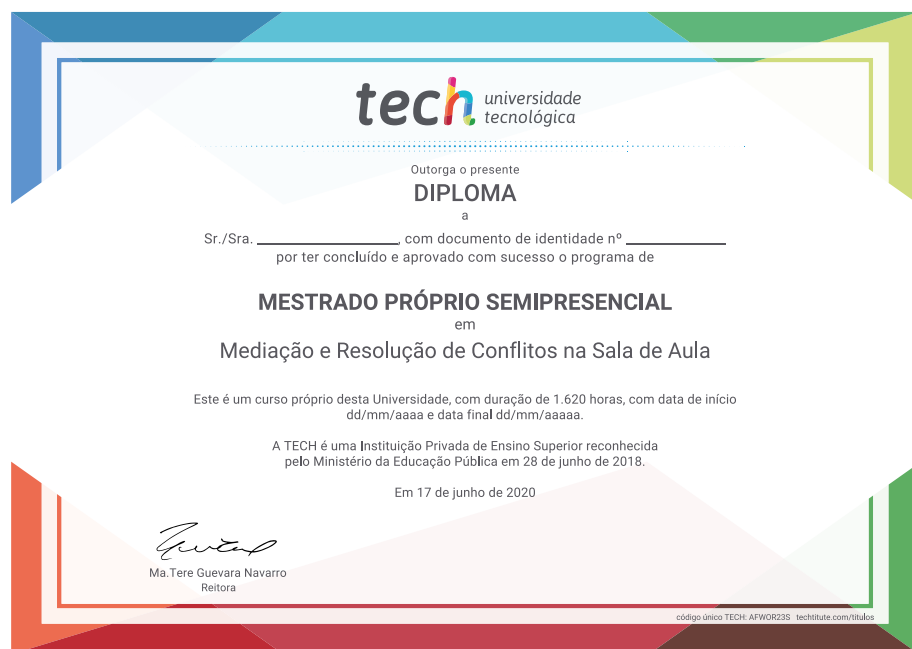 tech universidade
tecnológica
Outorga o presente
DIPLOMA
a
Sr./Sra. ____________, com documento de identidade nº ____________
por ter concluído e aprovado com sucesso o programa de
MESTRADO PRÓPRIO SEMIPRESENCIAL
em
Mediação e Resolução de Conflitos na Sala de Aula
Este é um curso próprio desta Universidade, com duração de 1.620 horas, com data de início
dd/mm/aaaa e data final dd/mm/aaaaa.
A TECH é uma Instituição Privada de Ensino Superior reconhecida
pelo Ministério da Educação Pública em 28 de junho de 2018.
Em 17 de junho de 2020
Ma.Tere Guevara Navarro
Reitora
código único TECH: AFWOR23S techtitute.com/titulos